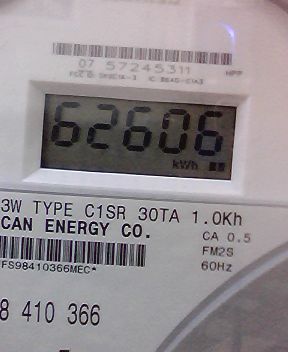 07 57245311
HPP
62606
kWh
3W TYPE C1SR 30TA 1.0Kh
CAN ENERGY CO.
CA 0.5
FM2S
60Hz
FS98410366MEC*
8 410 366